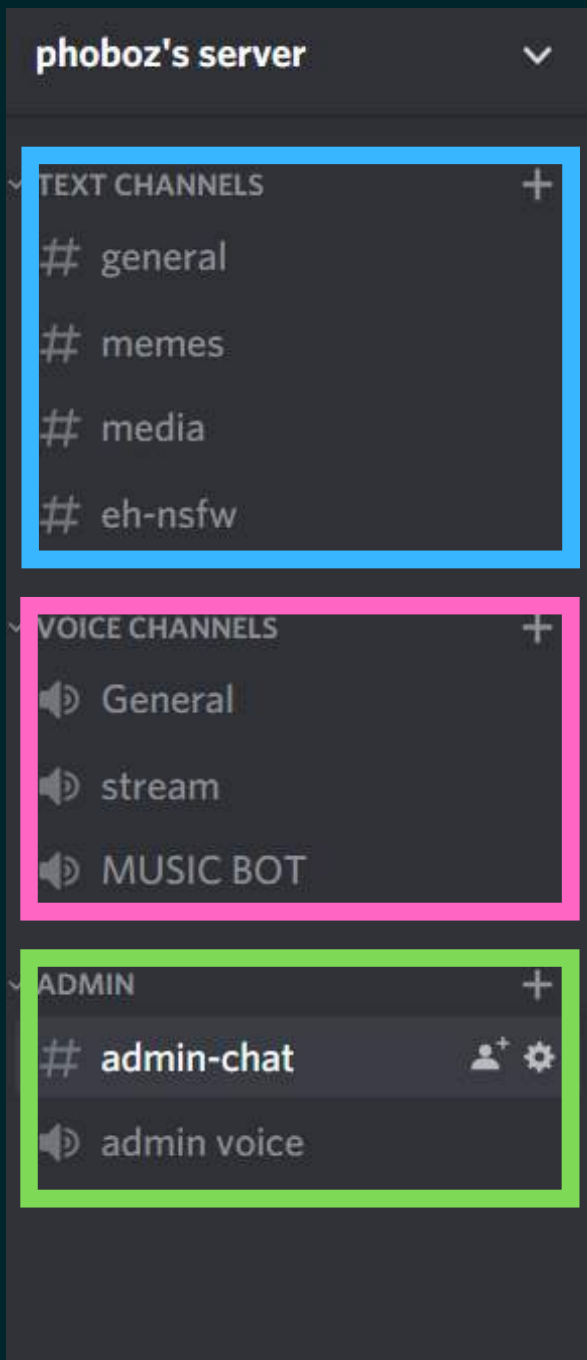 phoboz's server
TEXT CHANNELS
# general
# memes
# media
# eh-nsfw
VOICE CHANNELS
General
stream
MUSIC BOT
ADMIN
# admin-chat
admin voice